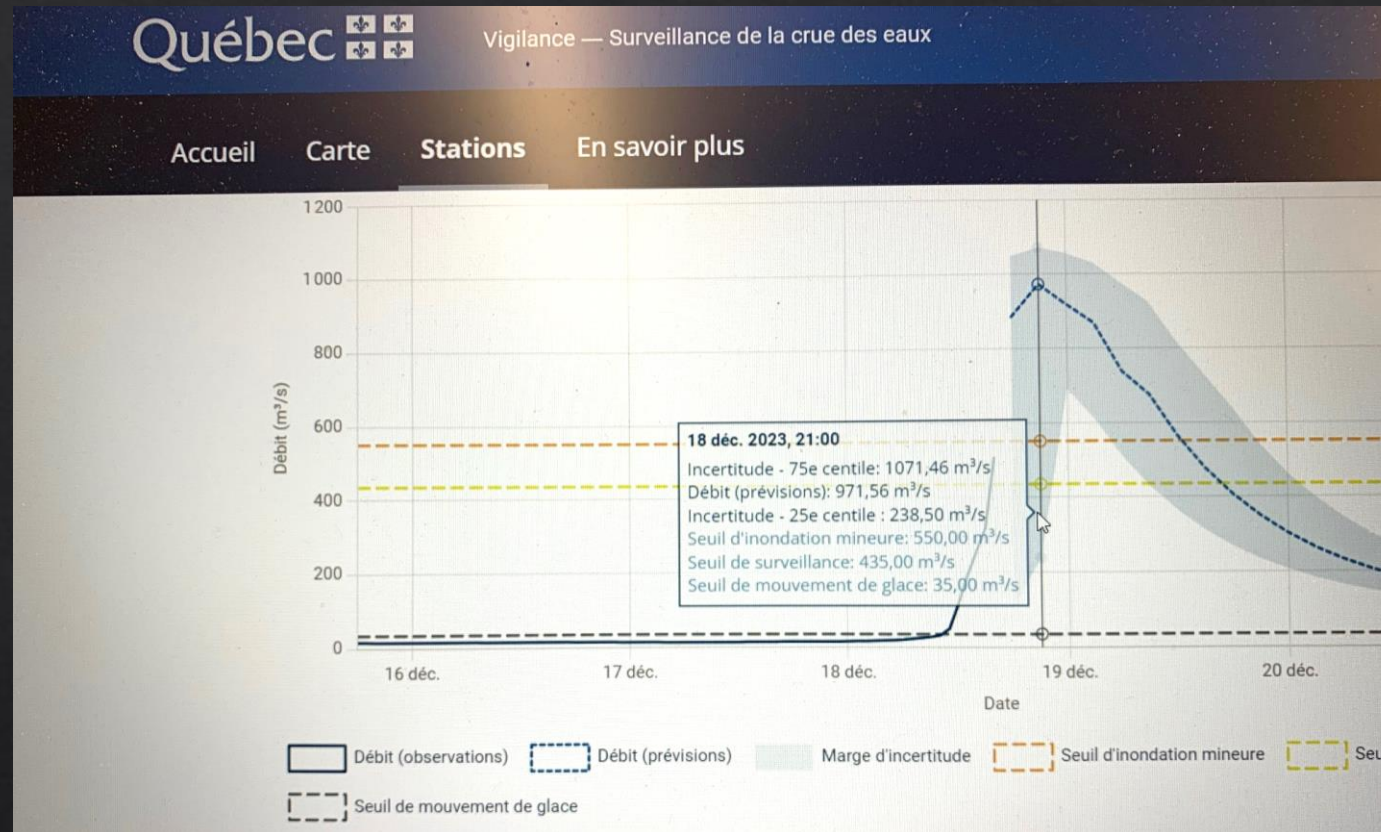 Québec
Vigilance — Surveillance de la crue des eaux
Accueil Carte Stations En savoir plus
1200
1000
800
600
400
200
0
Débit (m³/s)
18 déc. 2023, 21:00
Incertitude - 75e centile: 1071,46 m³/s
Débit (prévisions): 971,56 m³/s
Incertitude - 25e centile : 238,50 m³/s
Seuil d'inondation mineure: 550,00 m³/s
Seuil de surveillance: 435,00 m³/s
Seuil de mouvement de glace: 35,00 m³/s
16 déc. 17 déc. 18 déc. 19 déc. 20 déc.
Date
Débit (observations) Débit (prévisions) Marge d'incertitude Seuil d'inondation mineure Seu
Seuil de mouvement de glace